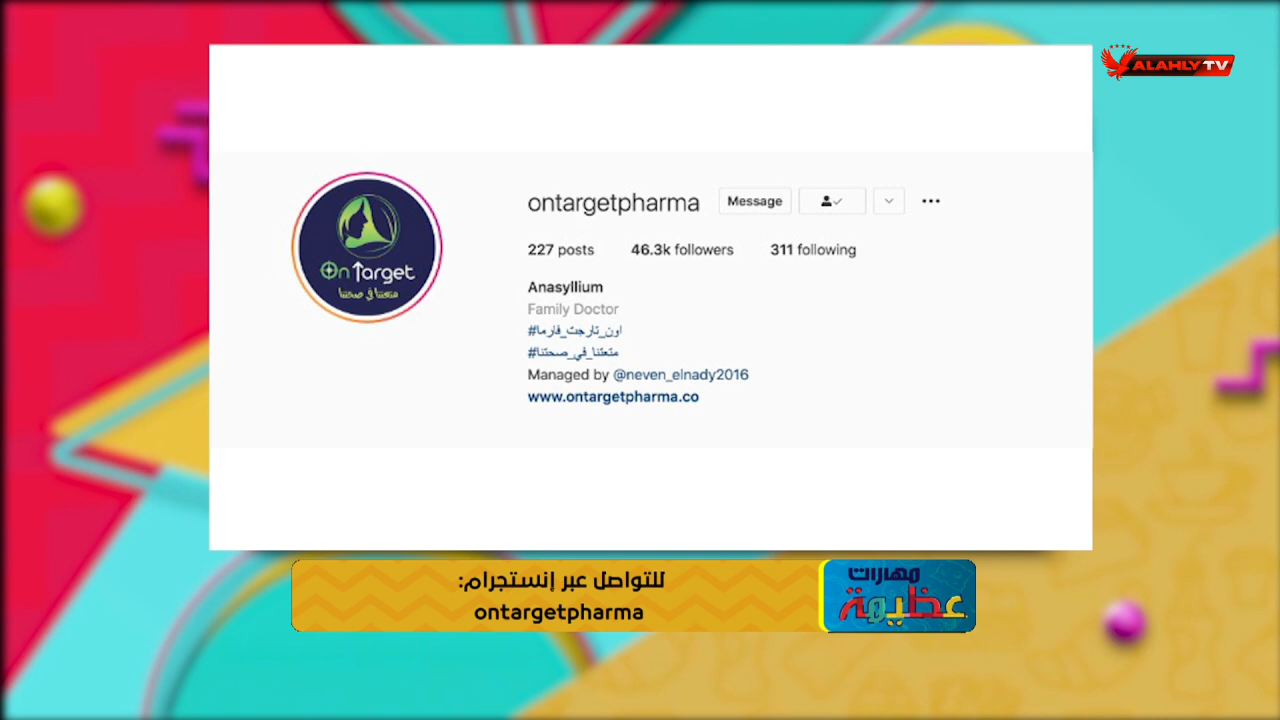 ALAHLY TV
On Target
متعتنا في صحتنا
ontargetpharma
Message
227 posts 46.3k followers 311 following
Anasyllium
Family Doctor
#اون_تارجت_فارما
#متعتنا_في_صحتنا
Managed by @neven_elnady2016
www.ontargetpharma.co
للتواصل عبر إنستجرام:
ontargetpharma
مهارات
عظيمة